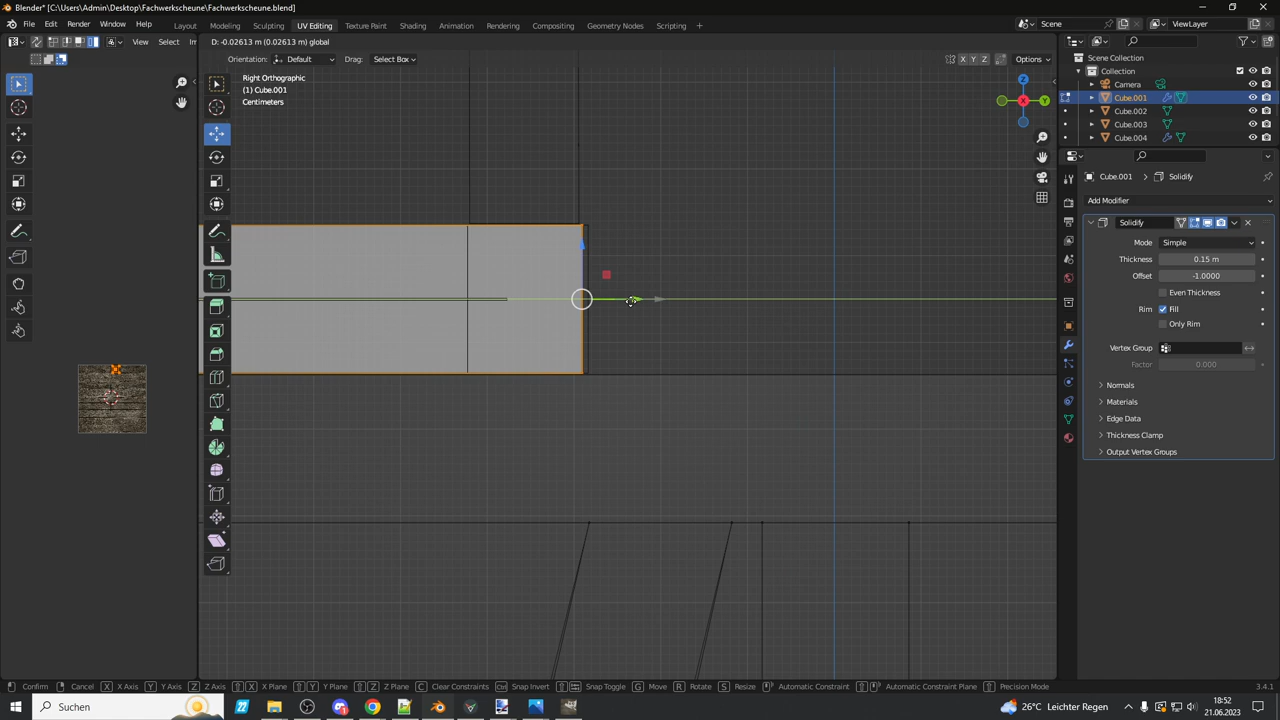 Blender* [C:\Users\Admin\Desktop\Fachwerkscheune\Fachwerkscheune.blend]
File Edit Render Window Help Layout Modeling Sculpting UV Editing Texture Paint Shading Animation Rendering Compositing Geometry Nodes Scripting Scene ViewLayer
View Select D: -0.02613 m (0.02613 m) global
Orientation: Default Drag: Select Box X Y Z Options
Scene Collection
Collection
Camera
Cube.001
Cube.002
Cube.003
Cube.004
Right Orthographic
(1) Cube.001
Centimeters
Z
X
Y
Cube.001 > Solidify
Add Modifier
Solidify
Mode Simple
Thickness 0.15 m
Offset -1.0000
Even Thickness
Rim Fill
Only Rim
Vertex Group
Factor 0.000
Normals
Materials
Edge Data
Thickness Clamp
Output Vertex Groups
Confirm Cancel X X Axis Y Y Axis Z Z Axis X X Plane Y Y Plane Z Z Plane C Clear Constraints Ctrl Snap Invert Snap Toggle G Move R Rotate S Resize Automatic Constraint Automatic Constraint Plane Precision Mode 3.4.1
Suchen 26°C Leichter Regen 18:52
21.06.2023